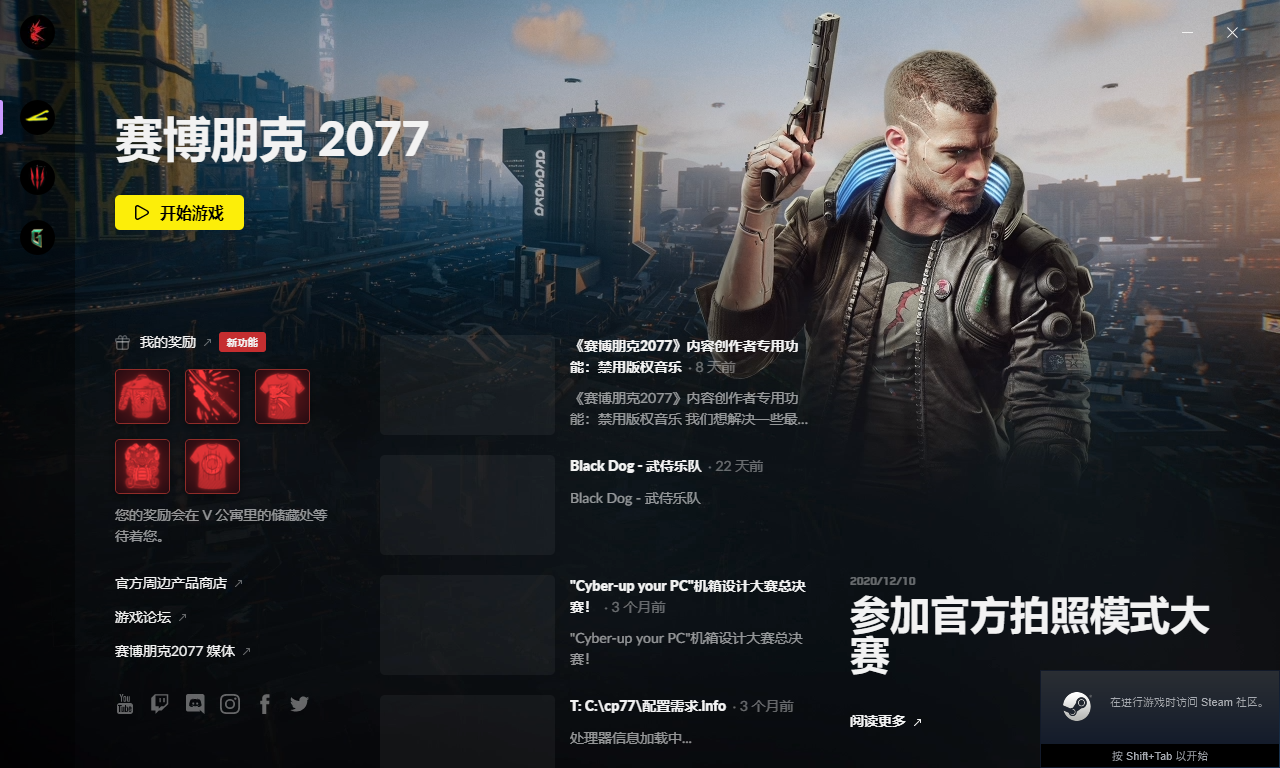 赛博朋克 2077
开始游戏
我的奖励 ↗ 新功能
您的奖励会在 V 公寓里的储藏处等
待着您。
官方周边产品商店 ↗
游戏论坛 ↗
赛博朋克2077 媒体 ↗
You
Tube
《赛博朋克2077》内容创作者专用功
能：禁用版权音乐 · 8 天前
《赛博朋克2077》内容创作者专用功
能：禁用版权音乐 我们想解决一些最...
Black Dog - 武侍乐队 · 22 天前
Black Dog - 武侍乐队
"Cyber-up your PC"机箱设计大赛总决
赛！ · 3 个月前
"Cyber-up your PC"机箱设计大赛总决
赛！
T: C:\cp77\配置需求.Info · 3 个月前
处理器信息加载中...
2020/12/10
参加官方拍照模式大
赛
阅读更多 ↗
在进行游戏时访问 Steam 社区。
按 Shift+Tab 以开始